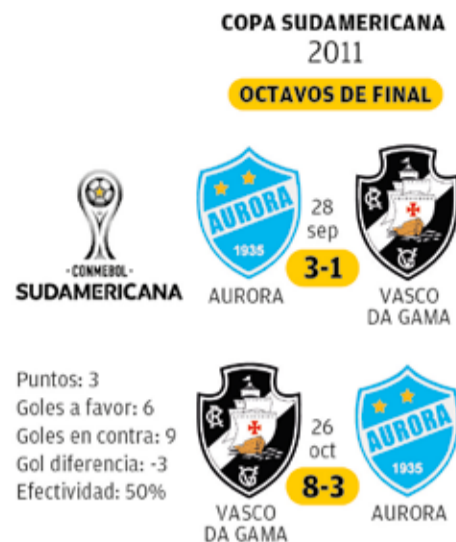 COPA SUDAMERICANA
2011
OCTAVOS DE FINAL
·CONMEBOL·
SUDAMERICANA
AURORA
1935
AURORA
28
sep
3-1
VASCO
DA GAMA
Puntos: 3
Goles a favor: 6
Goles en contra: 9
Gol diferencia: -3
Efectividad: 50%
VASCO
DA GAMA
26
oct
8-3
AURORA
1935
AURORA